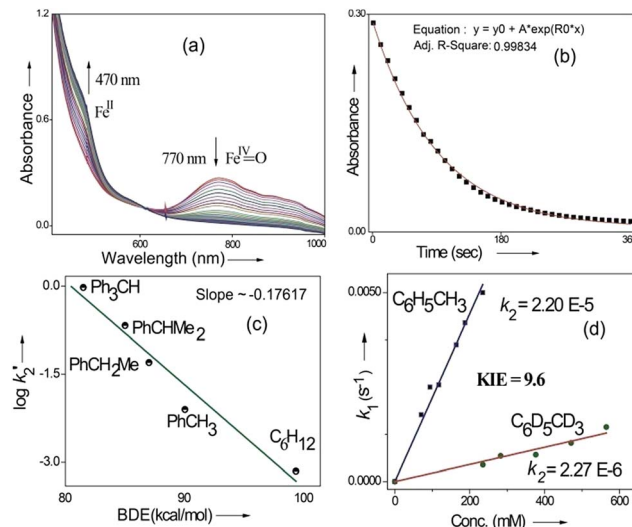 1.2
0.6
0.0
Absorbance
(a)
470 nm
Fe^II
770 nm
Fe^IV=O
600
800
1000
Wavelength (nm)
0.30
0.00
Absorbance
Equation : y = y0 + A*exp(R0*x)
Adj. R-Square: 0.99834
(b)
0
180
360
Time (sec)
0.0
-1.5
-3.0
log k₂'
Ph₃CH
Slope ~ -0.17617
PhCHMe₂
(c)
PhCH₂Me
PhCH₃
C₆H₁₂
80
90
100
BDE(kcal/mol)
0.0050
0.0000
k₁(s⁻¹)
C₆H₅CH₃
k₂= 2.20 E-5
(d)
KIE = 9.6
C₆D₅CD₃
k₂= 2.27 E-6
0
200
400
600
Conc. (mM)